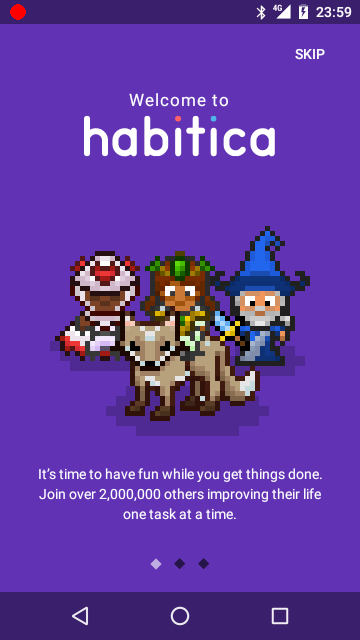 4G 23:59
SKIP
Welcome to
habitica
It's time to have fun while you get things done.
Join over 2,000,000 others improving their life
one task at a time.